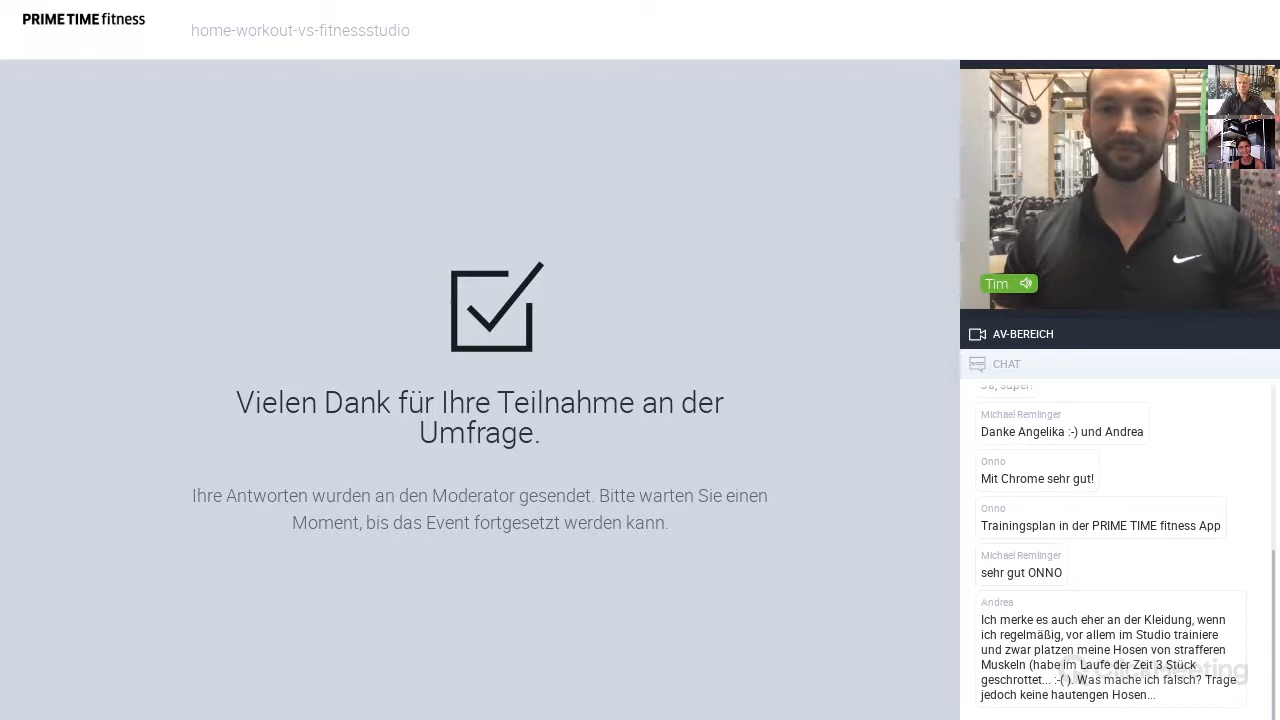 PRIME TIME fitness
home-workout-vs-fitnessstudio
Vielen Dank für Ihre Teilnahme an der
Umfrage.
Ihre Antworten wurden an den Moderator gesendet. Bitte warten Sie einen
Moment, bis das Event fortgesetzt werden kann.
Tim
AV-BEREICH
CHAT
Ja, super!
Michael Remlinger
Danke Angelika :-) und Andrea
Onno
Mit Chrome sehr gut!
Onno
Trainingsplan in der PRIME TIME fitness App
Michael Remlinger
sehr gut ONNO
Andrea
Ich merke es auch eher an der Kleidung, wenn
ich regelmäßig, vor allem im Studio trainiere
und zwar platzen meine Hosen von strafferen
Muskeln (habe im Laufe der Zeit 3 Stück
geschrottet... :-( ). Was mache ich falsch? Trage
jedoch keine hautengen Hosen...
ClickMeeting